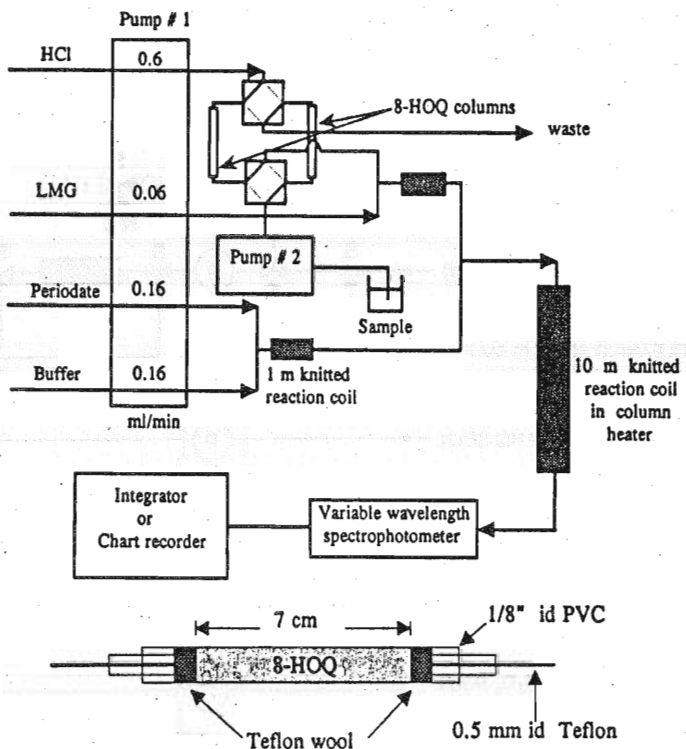 Pump # 1
HCl
0.6
8-HOQ columns
waste
LMG
0.06
Pump # 2
Sample
Periodate
0.16
Buffer
0.16
ml/min
1 m knitted
reaction coil
10 m knitted
reaction coil
in column
heater
Integrator
or
Chart recorder
Variable wavelength
spectrophotometer
7 cm
1/8" id PVC
8-HOQ
Teflon wool
0.5 mm id Teflon